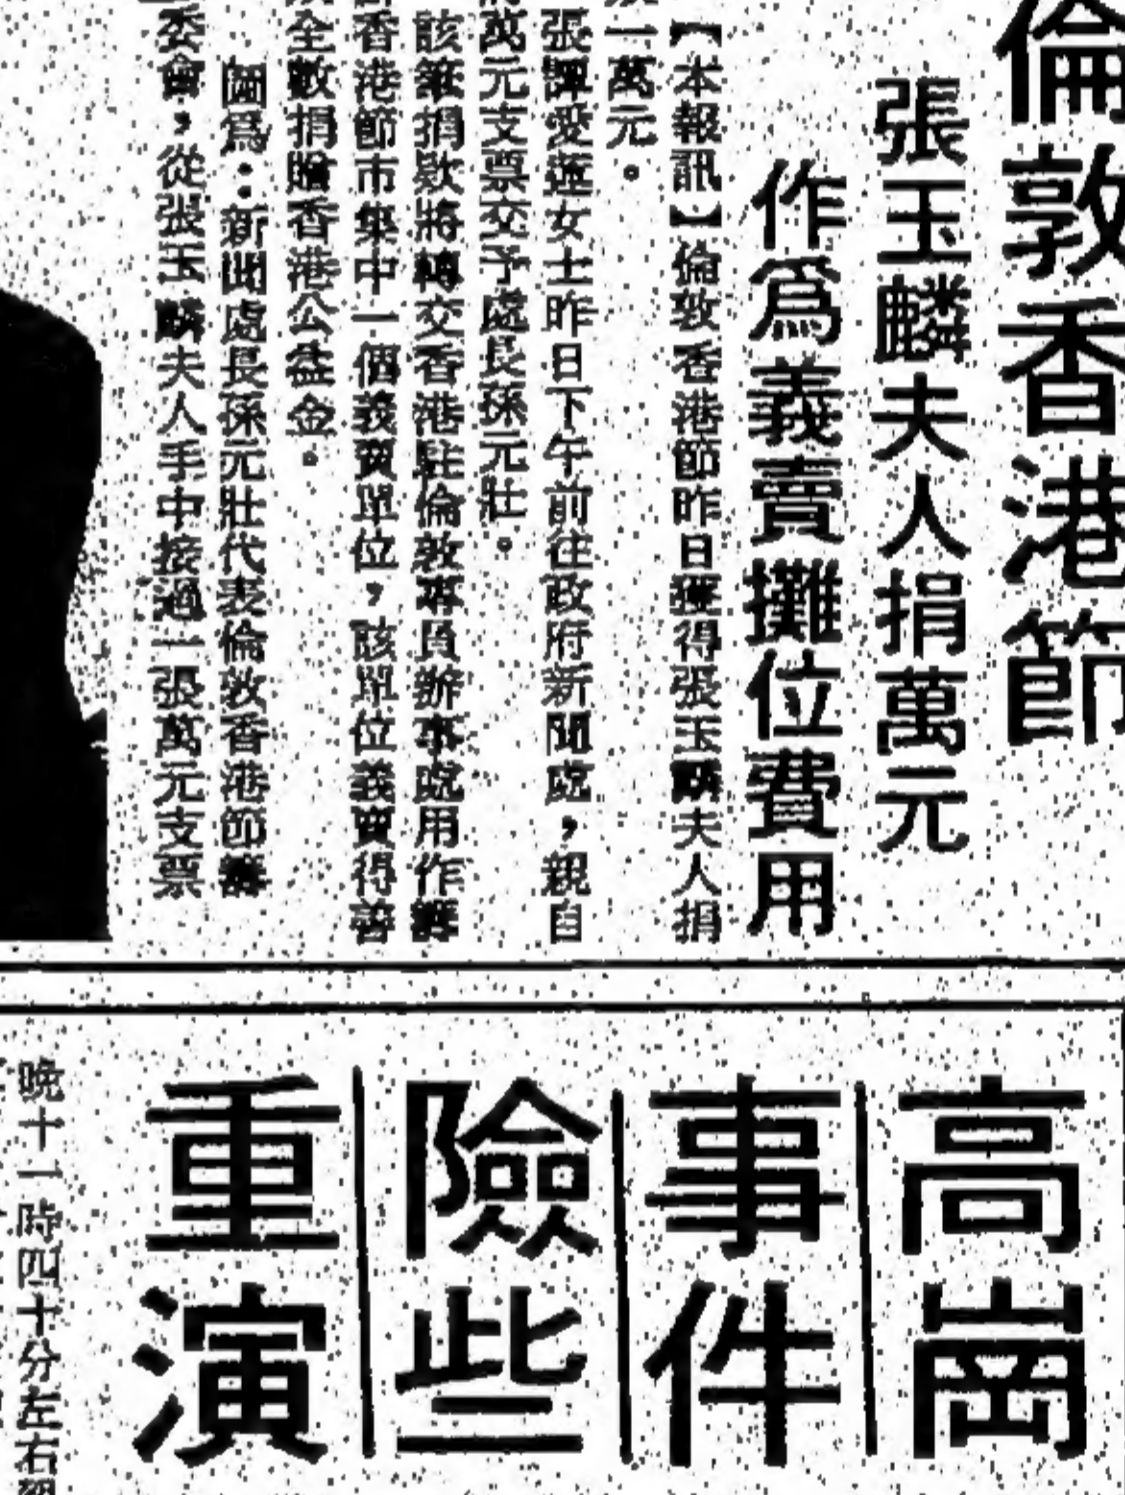 倫敦香港節
張玉麟夫人捐萬元
作爲義賣攤位費用
【本報訊】倫敦香港節昨日獲得張玉麟夫人捐
一萬元。
張譚愛蓮女士昨日下午前往政府新聞處,親自
萬元支票交予處長孫元壯。
該筆捐欵將轉交香港駐倫敦專員辦事處用作
香港節市集中一個義賣單位,該單位義賣得善
全數捐贈香港公益金。
圖爲:新聞處長孫元壯代表倫敦香港節籌
委會,從張玉麟夫人手中接過一張萬元支票
高崗
事件
險些
重演
晚十一時四十分左右